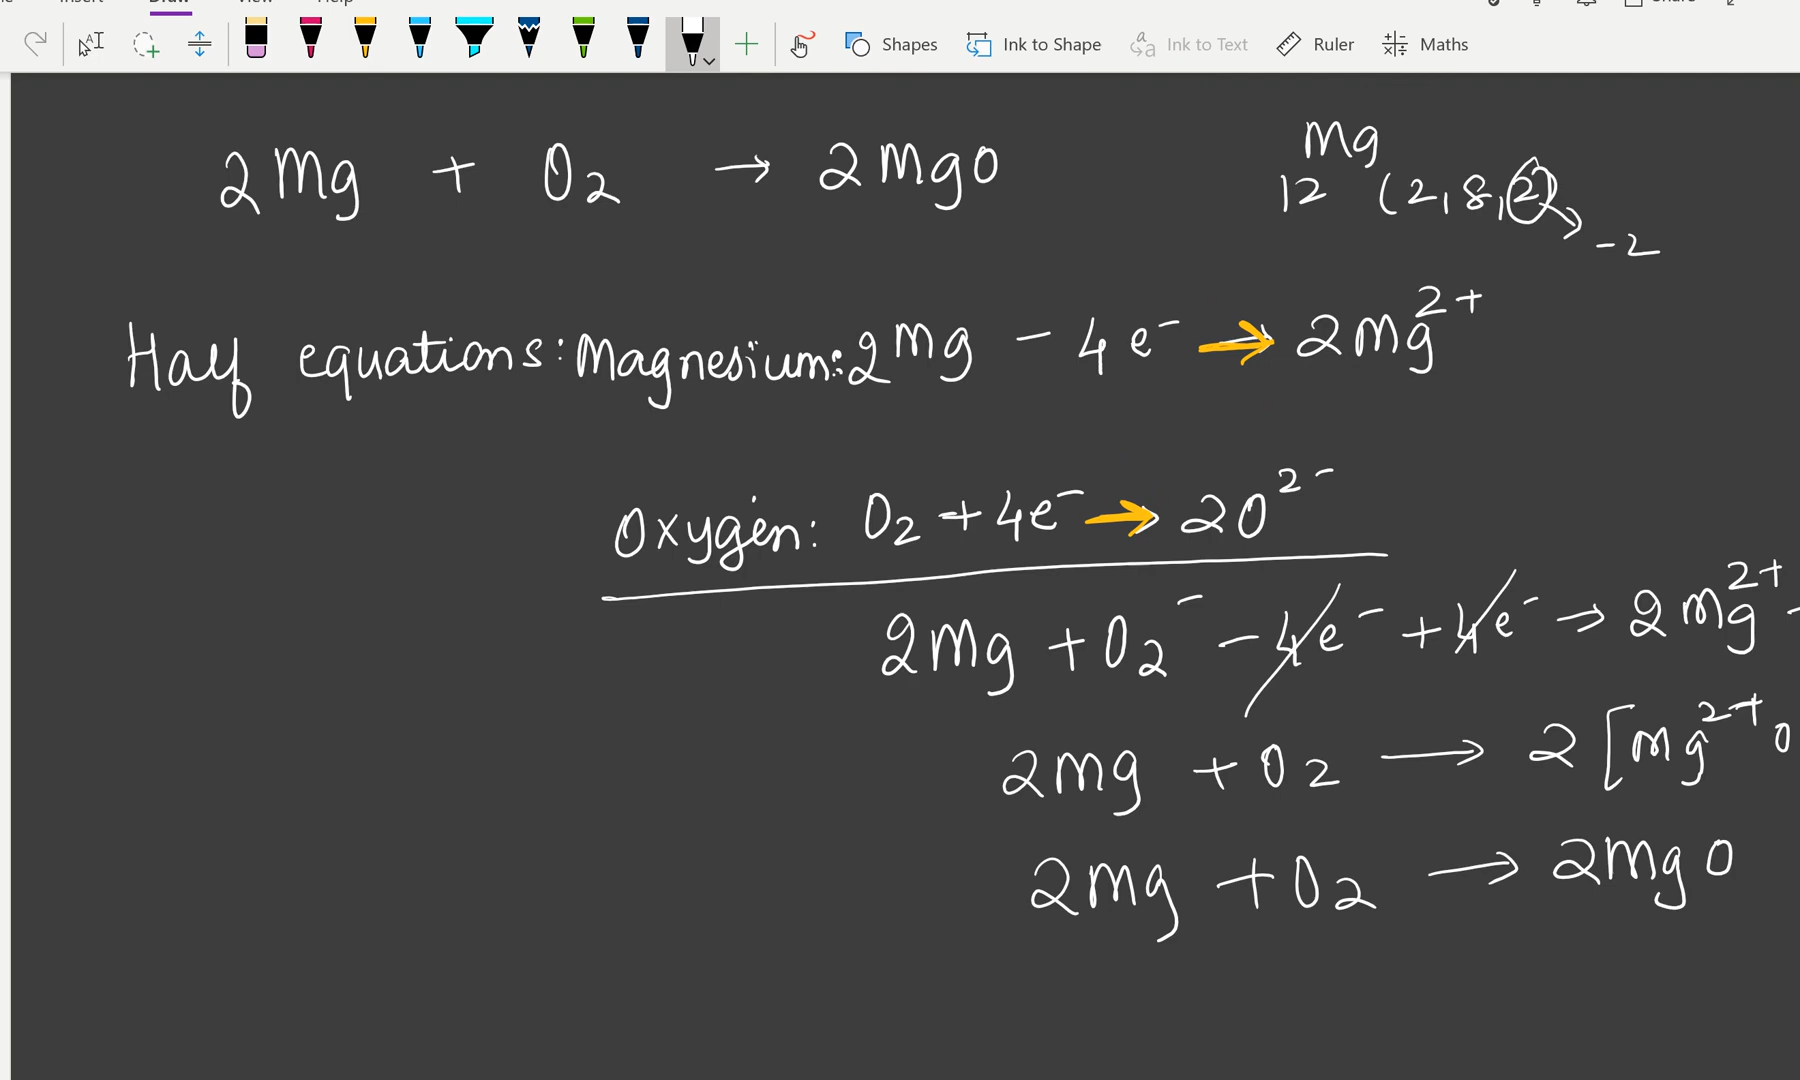 Draw
Shapes Ink to Shape Ink to Text Ruler Maths
2Mg + O₂ → 2MgO
Mg
12 (2,8,2)
-2
Half equations: Magnesium: 2Mg - 4e⁻ → 2Mg²⁺
Oxygen: O₂ + 4e⁻ → 2O²⁻
2Mg + O₂⁻ - 4e⁻ + 4e⁻ → 2Mg²⁺
2Mg + O₂ → 2[Mg²⁺O
2Mg + O₂ → 2MgO